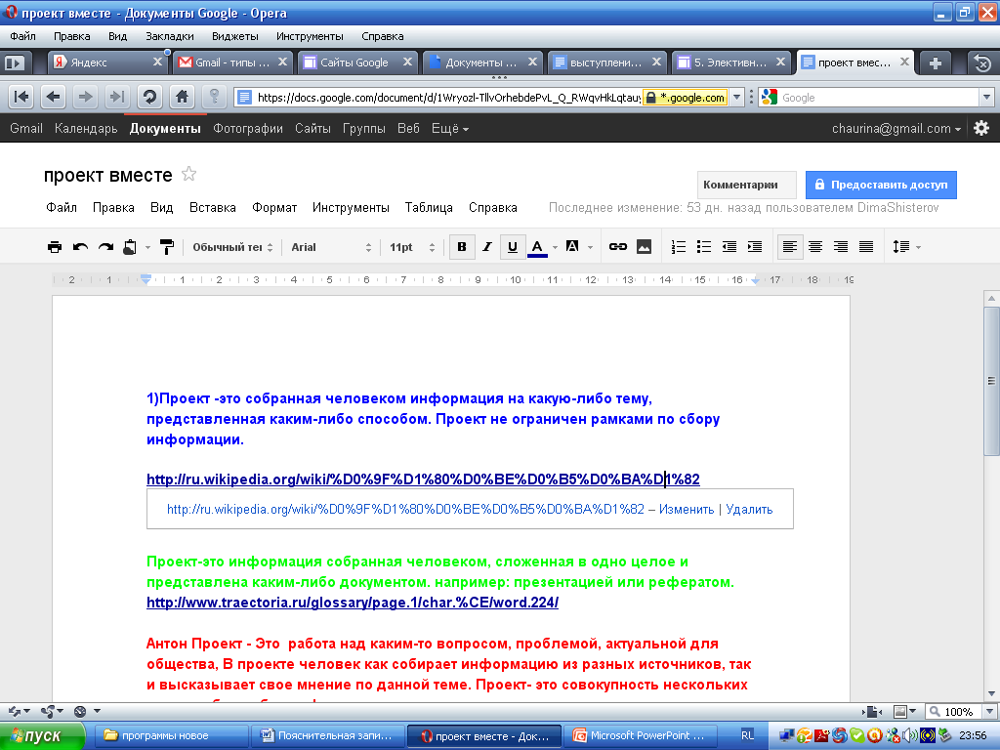 проект вместе - Документы Google - Opera
Файл Правка Вид Закладки Виджеты Инструменты Справка
Яндекс Gmail - типы ... Сайты Google Документы ... выступлени... 5. Элективн... проект вмес...
https://docs.google.com/document/d/1Wryozl-TllvOrhebdePvL_Q_RWqvHkLqtauy *.google.com Google
Gmail Календарь Документы Фотографии Сайты Группы Веб Ещё chaurina@gmail.com
проект вместе
Комментарии Предоставить доступ
Файл Правка Вид Вставка Формат Инструменты Таблица Справка Последнее изменение: 53 дн. назад пользователем DimaShisterov
Обычный тек Arial 11pt B I U A A
2 1 1 2 3 4 5 6 7 8 9 10 11 12 13 14 15 16 17 18 19
1)Проект -это собранная человеком информация на какую-либо тему,
представленная каким-либо способом. Проект не ограничен рамками по сбору
информации.
http://ru.wikipedia.org/wiki/%D0%9F%D1%80%D0%BE%D0%B5%D0%BA%D1%82
http://ru.wikipedia.org/wiki/%D0%9F%D1%80%D0%BE%D0%B5%D0%BA%D1%82 – Изменить | Удалить
Проект-это информация собранная человеком, сложенная в одно целое и
представлена каким-либо документом. например: презентацией или рефератом.
http://www.traectoria.ru/glossary/page.1/char.%CE/word.224/
Антон Проект - Это работа над каким-то вопросом, проблемой, актуальной для
общества, В проекте человек как собирает информацию из разных источников, так
и высказывает свое мнение по данной теме. Проект- это совокупность нескольких
100%
пуск программы новое Пояснительная запи... проект вместе - Док... Microsoft PowerPoint ... RL 23:56